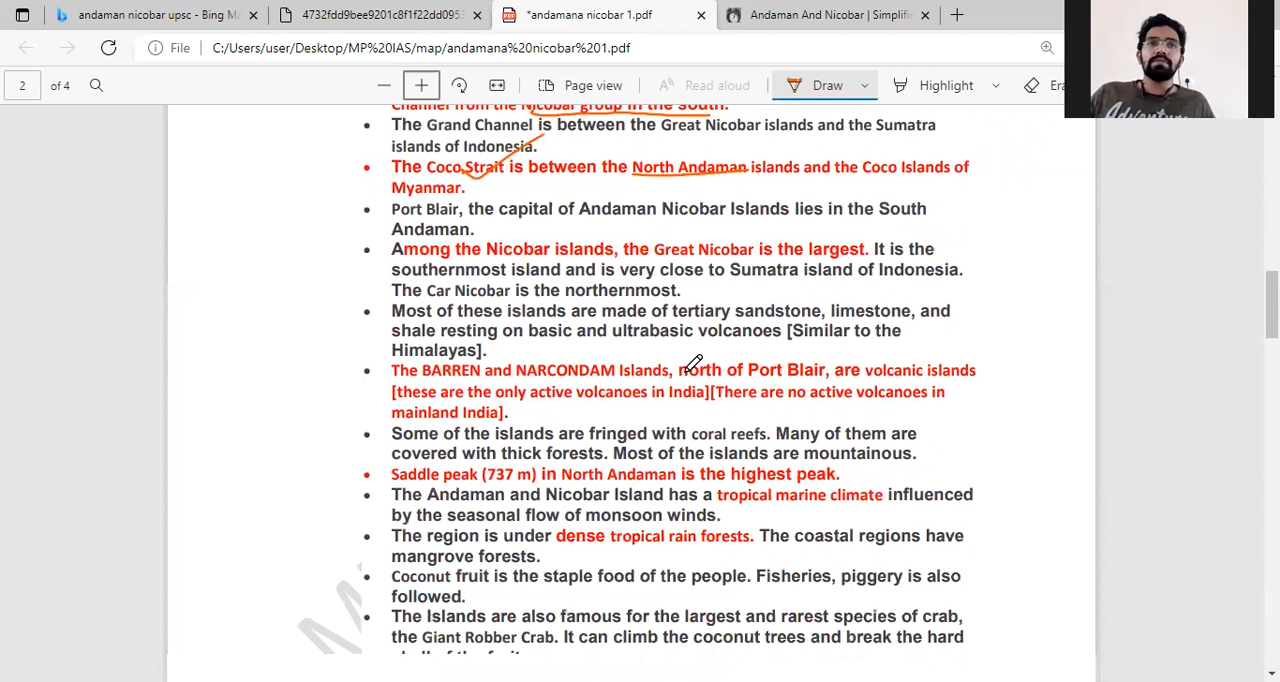 andaman nicobar upsc - Bing Ma
4732fdd9bee9201c8f1f22dd095
*andamana nicobar 1.pdf
Andaman And Nicobar | Simplifie
File
C:/Users/user/Desktop/MP%20IAS/map/andamana%20nicobar%201.pdf
2 of 4
Page view
Read aloud
Draw
Highlight
Era
Channel from the Nicobar group in the south.
• The Grand Channel is between the Great Nicobar islands and the Sumatra
islands of Indonesia.
• The Coco Strait is between the North Andaman islands and the Coco Islands of
Myanmar.
• Port Blair, the capital of Andaman Nicobar Islands lies in the South
Andaman.
• Among the Nicobar islands, the Great Nicobar is the largest. It is the
southernmost island and is very close to Sumatra island of Indonesia.
The Car Nicobar is the northernmost.
• Most of these islands are made of tertiary sandstone, limestone, and
shale resting on basic and ultrabasic volcanoes [Similar to the
Himalayas].
• The BARREN and NARCONDAM Islands, north of Port Blair, are volcanic islands
[these are the only active volcanoes in India][There are no active volcanoes in
mainland India].
• Some of the islands are fringed with coral reefs. Many of them are
covered with thick forests. Most of the islands are mountainous.
• Saddle peak (737 m) in North Andaman is the highest peak.
• The Andaman and Nicobar Island has a tropical marine climate influenced
by the seasonal flow of monsoon winds.
• The region is under dense tropical rain forests. The coastal regions have
mangrove forests.
• Coconut fruit is the staple food of the people. Fisheries, piggery is also
followed.
• The Islands are also famous for the largest and rarest species of crab,
the Giant Robber Crab. It can climb the coconut trees and break the hard